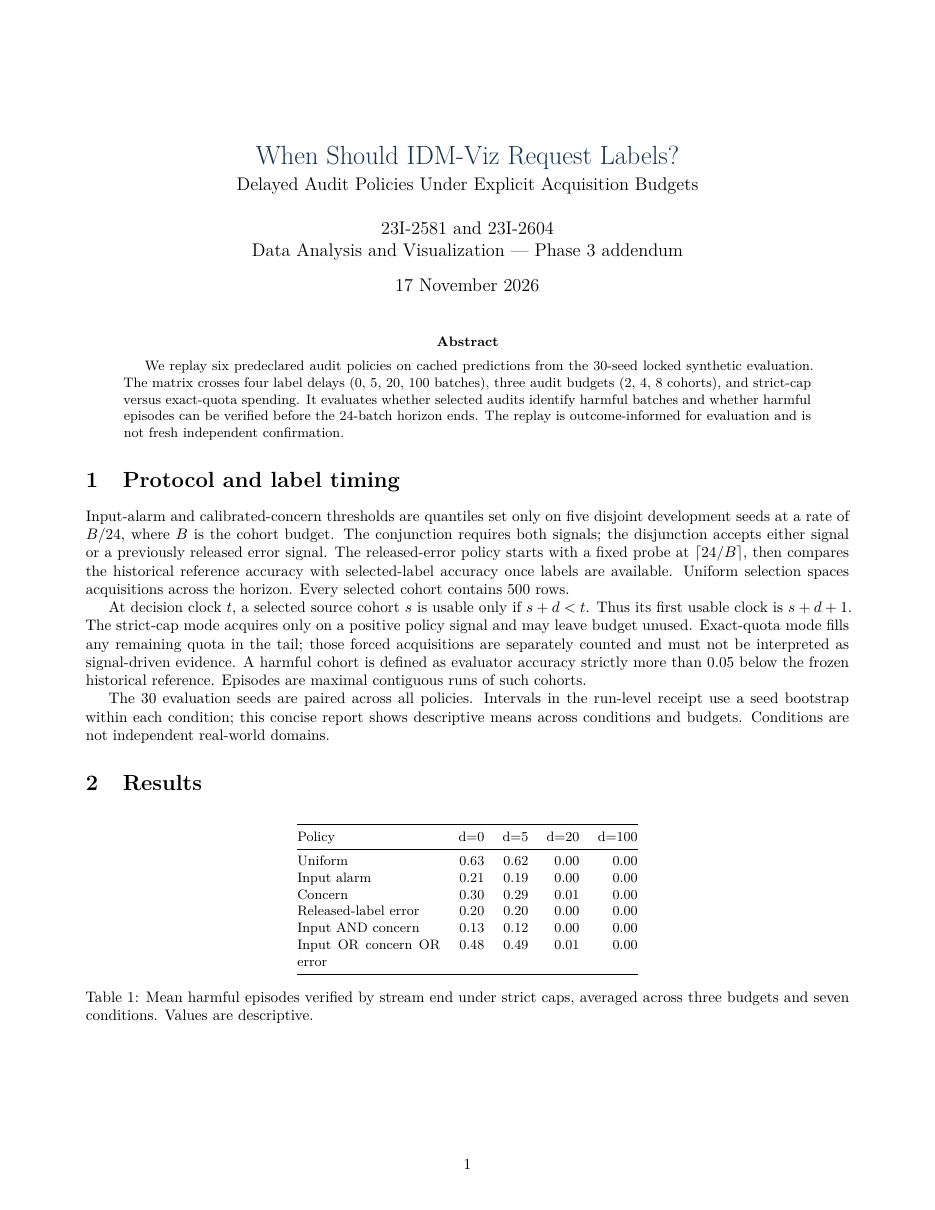 When Should IDM-Viz Request Labels?
Delayed Audit Policies Under Explicit Acquisition Budgets
23I-2581 and 23I-2604
Data Analysis and Visualization — Phase 3 addendum
17 November 2026
Abstract
We replay six predeclared audit policies on cached predictions from the 30-seed locked synthetic evaluation.
The matrix crosses four label delays (0, 5, 20, 100 batches), three audit budgets (2, 4, 8 cohorts), and strict-cap
versus exact-quota spending. It evaluates whether selected audits identify harmful batches and whether harmful
episodes can be verified before the 24-batch horizon ends. The replay is outcome-informed for evaluation and is
not fresh independent confirmation.
1 Protocol and label timing
Input-alarm and calibrated-concern thresholds are quantiles set only on five disjoint development seeds at a rate of
B/24, where B is the cohort budget. The conjunction requires both signals; the disjunction accepts either signal
or a previously released error signal. The released-error policy starts with a fixed probe at ⌈24/B⌉, then compares
the historical reference accuracy with selected-label accuracy once labels are available. Uniform selection spaces
acquisitions across the horizon. Every selected cohort contains 500 rows.
At decision clock t, a selected source cohort s is usable only if s + d < t. Thus its first usable clock is s + d + 1.
The strict-cap mode acquires only on a positive policy signal and may leave budget unused. Exact-quota mode fills
any remaining quota in the tail; those forced acquisitions are separately counted and must not be interpreted as
signal-driven evidence. A harmful cohort is defined as evaluator accuracy strictly more than 0.05 below the frozen
historical reference. Episodes are maximal contiguous runs of such cohorts.
The 30 evaluation seeds are paired across all policies. Intervals in the run-level receipt use a seed bootstrap
within each condition; this concise report shows descriptive means across conditions and budgets. Conditions are
not independent real-world domains.
2 Results
Policy d=0 d=5 d=20 d=100
Uniform 0.63 0.62 0.00 0.00
Input alarm 0.21 0.19 0.00 0.00
Concern 0.30 0.29 0.01 0.00
Released-label error 0.20 0.20 0.00 0.00
Input AND concern 0.13 0.12 0.00 0.00
Input OR concern OR 0.48 0.49 0.01 0.00
error
Table 1: Mean harmful episodes verified by stream end under strict caps, averaged across three budgets and seven
conditions. Values are descriptive.
1